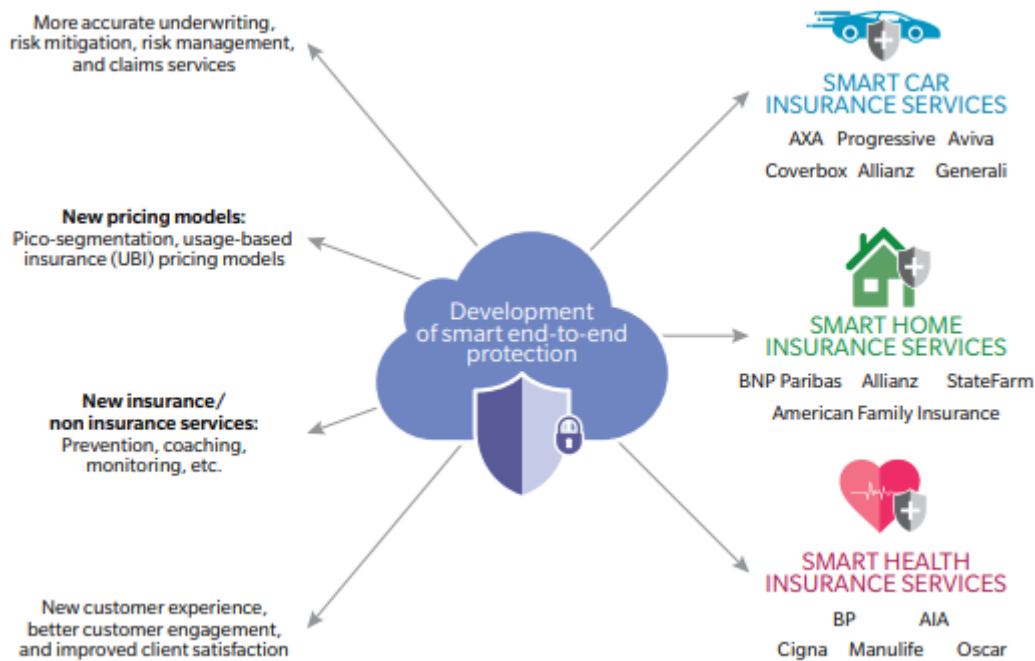 More accurate underwriting,
risk mitigation, risk management,
and claims services
New pricing models:
Pico-segmentation, usage-based
insurance (UBI) pricing models
New insurance/
non insurance services:
Prevention, coaching,
monitoring, etc.
New customer experience,
better customer engagement,
and improved client satisfaction
Development
of smart end-to-end
protection
SMART CAR
INSURANCE SERVICES
AXA Progressive Aviva
Coverbox Allianz Generali
SMART HOME
INSURANCE SERVICES
BNP Paribas Allianz StateFarm
American Family Insurance
SMART HEALTH
INSURANCE SERVICES
BP AIA
Cigna Manulife Oscar